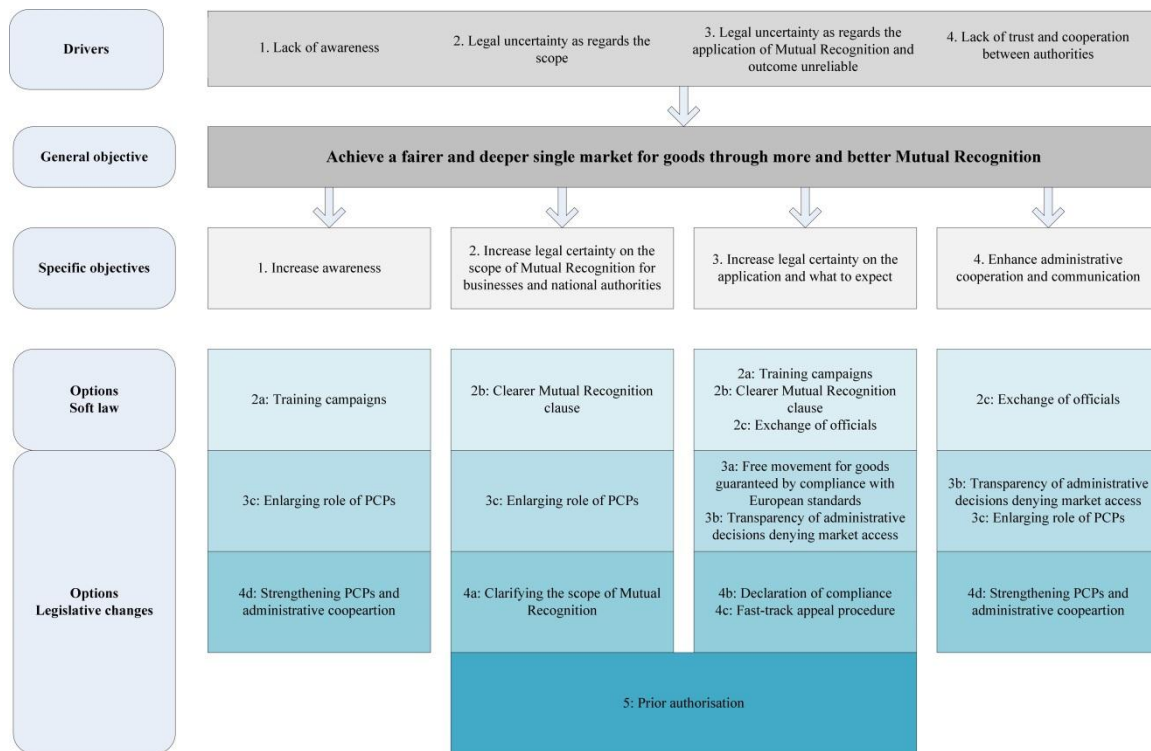 Drivers
1. Lack of awareness
2. Legal uncertainty as regards the
scope
3. Legal uncertainty as regards the
application of Mutual Recognition and
outcome unreliable
4. Lack of trust and cooperation
between authorities
General objective
Achieve a fairer and deeper single market for goods through more and better Mutual Recognition
Specific objectives
1. Increase awareness
2. Increase legal certainty on the
scope of Mutual Recognition for
businesses and national authorities
3. Increase legal certainty on the
application and what to expect
4. Enhance administrative
cooperation and communication
Options
Soft law
2a: Training campaigns
2b: Clearer Mutual Recognition
clause
2a: Training campaigns
2b: Clearer Mutual Recognition
clause
2c: Exchange of officials
2c: Exchange of officials
Options
Legislative changes
3c: Enlarging role of PCPs
3c: Enlarging role of PCPs
3a: Free movement for goods
guaranteed by compliance with
European standards
3b: Transparency of administrative
decisions denying market access
3b: Transparency of administrative
decisions denying market access
3c: Enlarging role of PCPs
4d: Strengthening PCPs and
administrative coopeartion
4a: Clarifying the scope of Mutual
Recognition
4b: Declaration of compliance
4c: Fast-track appeal procedure
4d: Strengthening PCPs and
administrative coopeartion
5: Prior authorisation